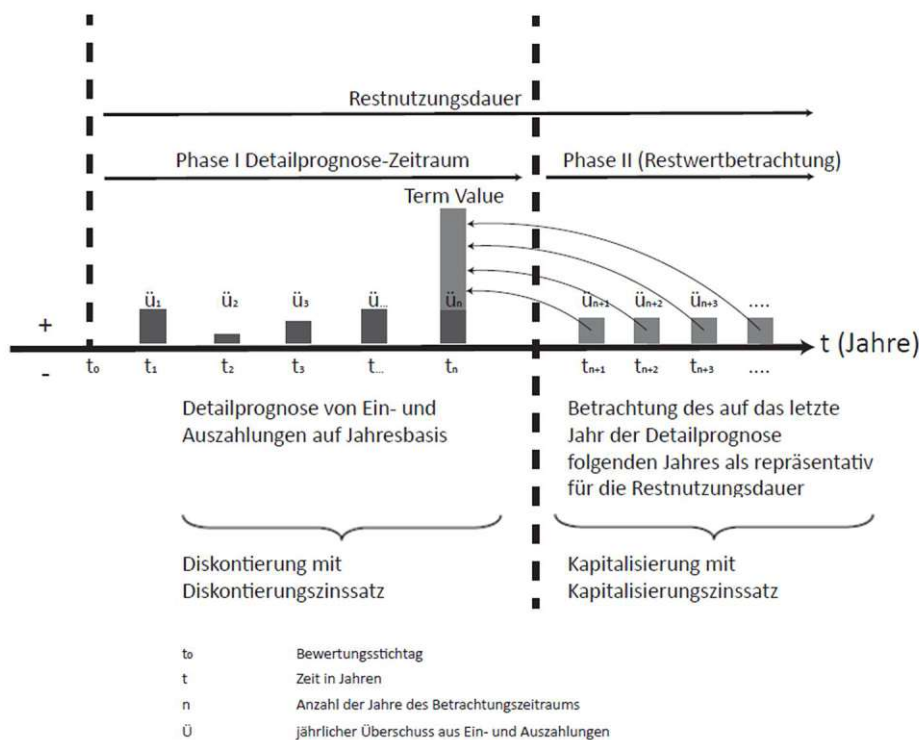 Restnutzungsdauer
Phase I Detailprognose-Zeitraum
Phase II (Restwertbetrachtung)
Term Value
ü₁ ü₂ ü₃ ü... üₙ üₙ₊₁ üₙ₊₂ üₙ₊₃ ....
+
t (Jahre)
-
t₀ t₁ t₂ t₃ t... tₙ tₙ₊₁ tₙ₊₂ tₙ₊₃ ....
Detailprognose von Ein- und
Auszahlungen auf Jahresbasis
Betrachtung des auf das letzte
Jahr der Detailprognose
folgenden Jahres als repräsentativ
für die Restnutzungsdauer
Diskontierung mit
Diskontierungszinssatz
Kapitalisierung mit
Kapitalisierungszinssatz
t₀ Bewertungsstichtag
t Zeit in Jahren
n Anzahl der Jahre des Betrachtungszeitraums
Ü jährlicher Überschuss aus Ein- und Auszahlungen